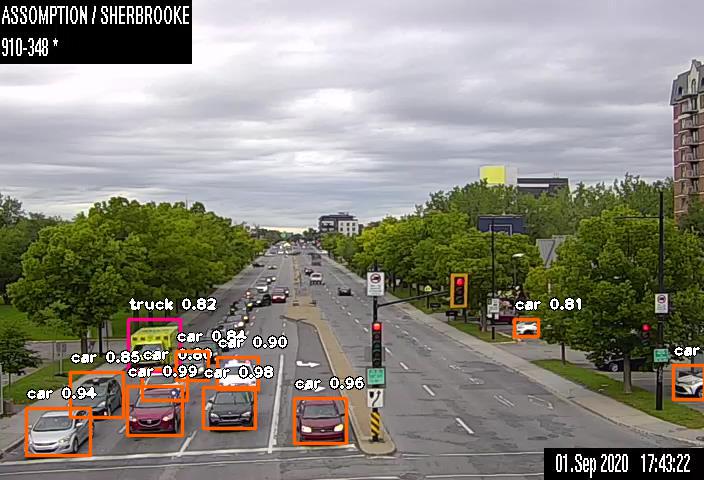 ASSOMPTION / SHERBROOKE
910-348 *
truck 0.82
car 0.81
car 0.84
car 0.90
car 0.85
car
car 0.99
car 0.98
car 0.94
car 0.96
car
01.Sep 2020 17:43:22